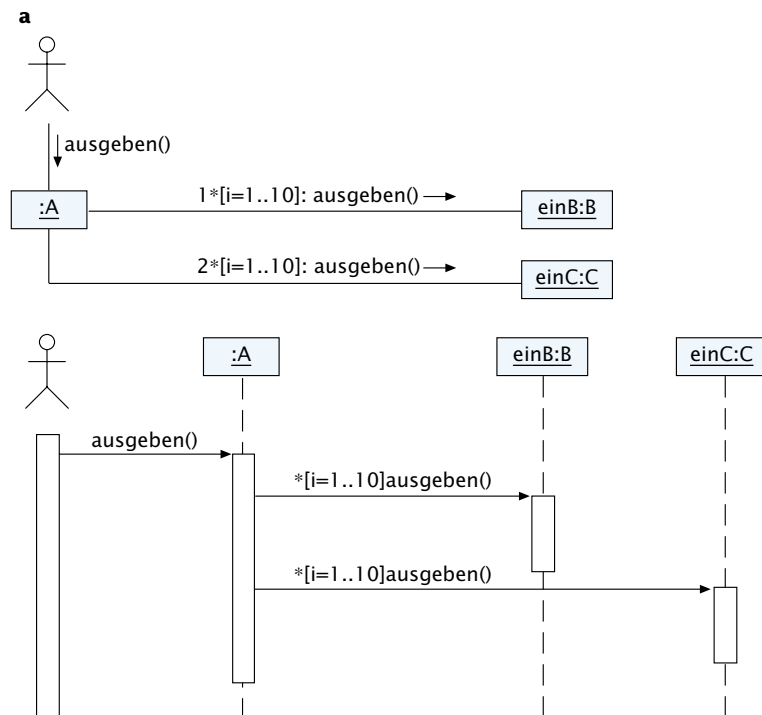 a
ausgeben()
:A
1*[i=1..10]: ausgeben()
einB:B
2*[i=1..10]: ausgeben()
einC:C
:A
einB:B
einC:C
ausgeben()
*[i=1..10]ausgeben()
*[i=1..10]ausgeben()